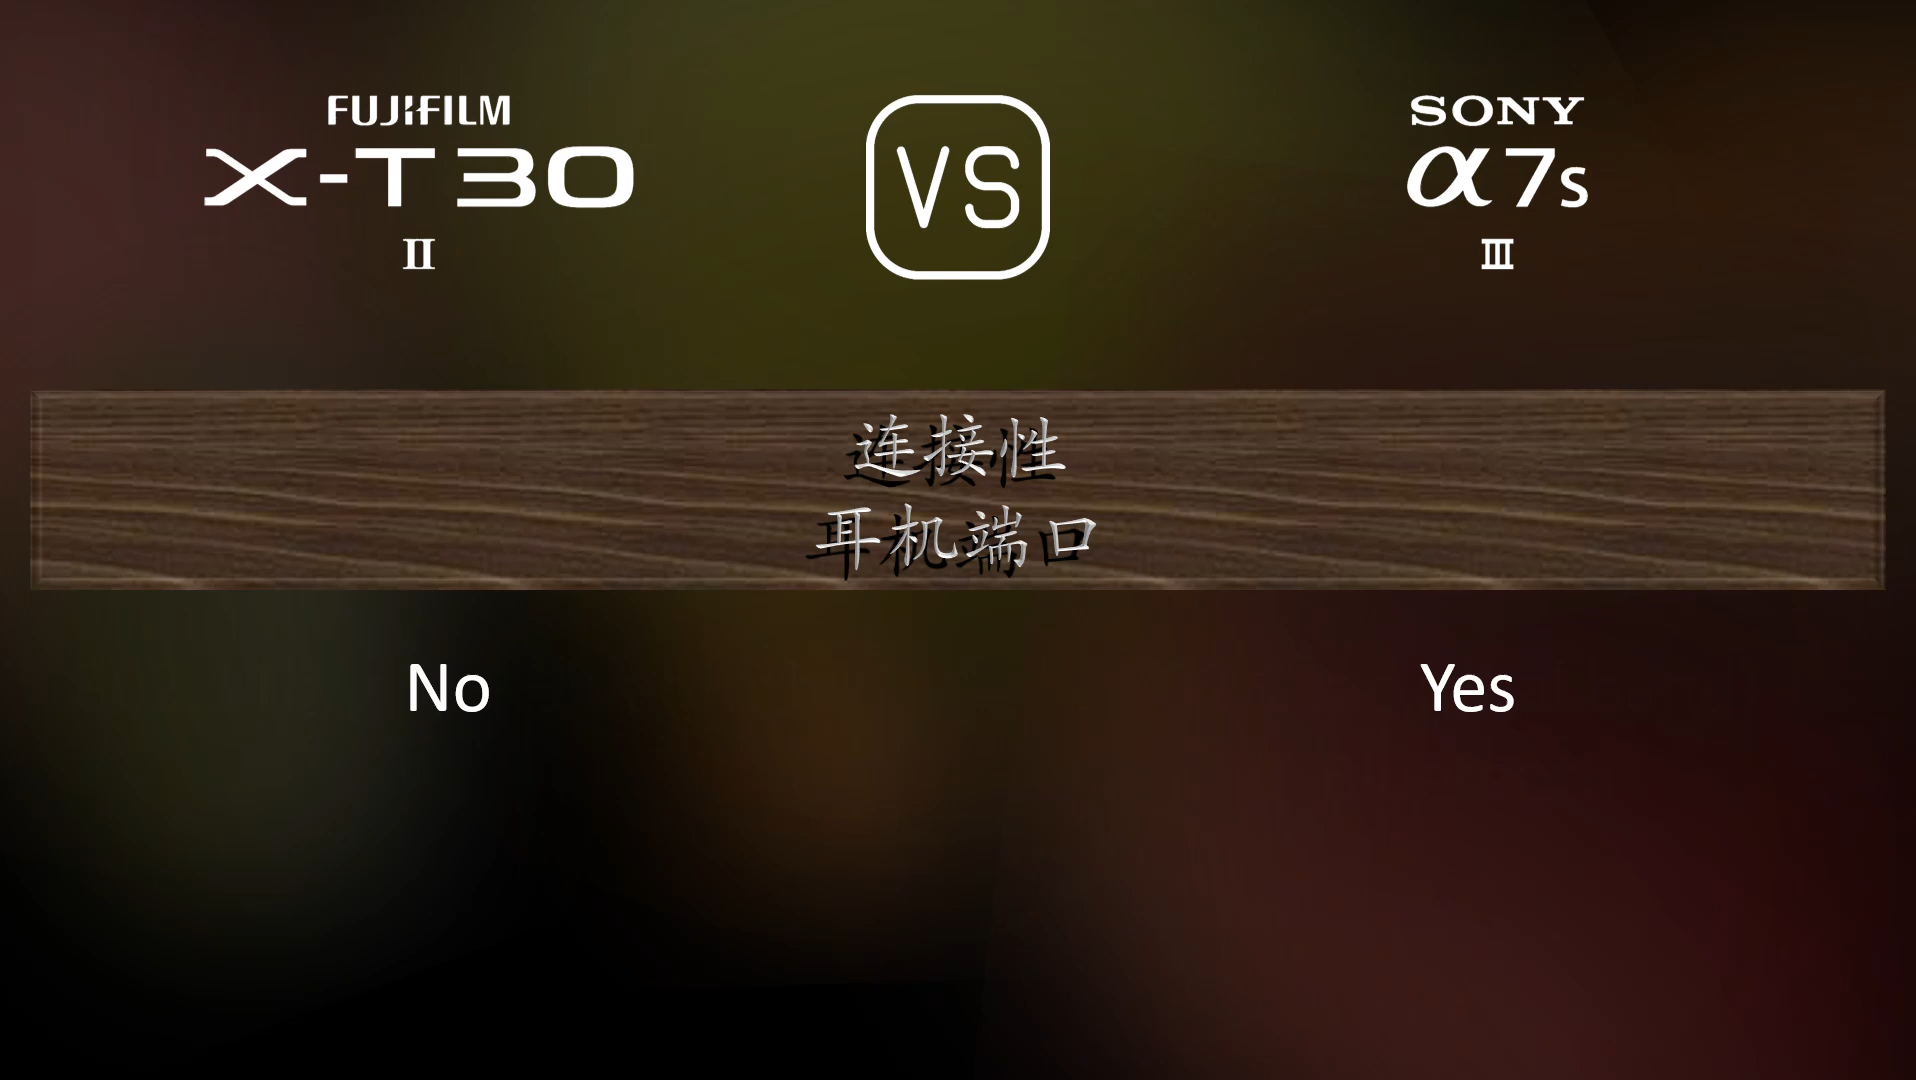 FUJIFILM
X-T30
II
VS
SONY
α7s
III
连接性
耳机端口
No
Yes